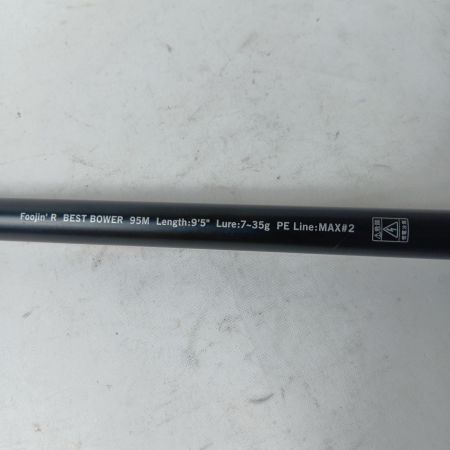 Foojin' R BEST BOWER 95M Length:9'5" Lure:7~35g PE Line:MAX#2